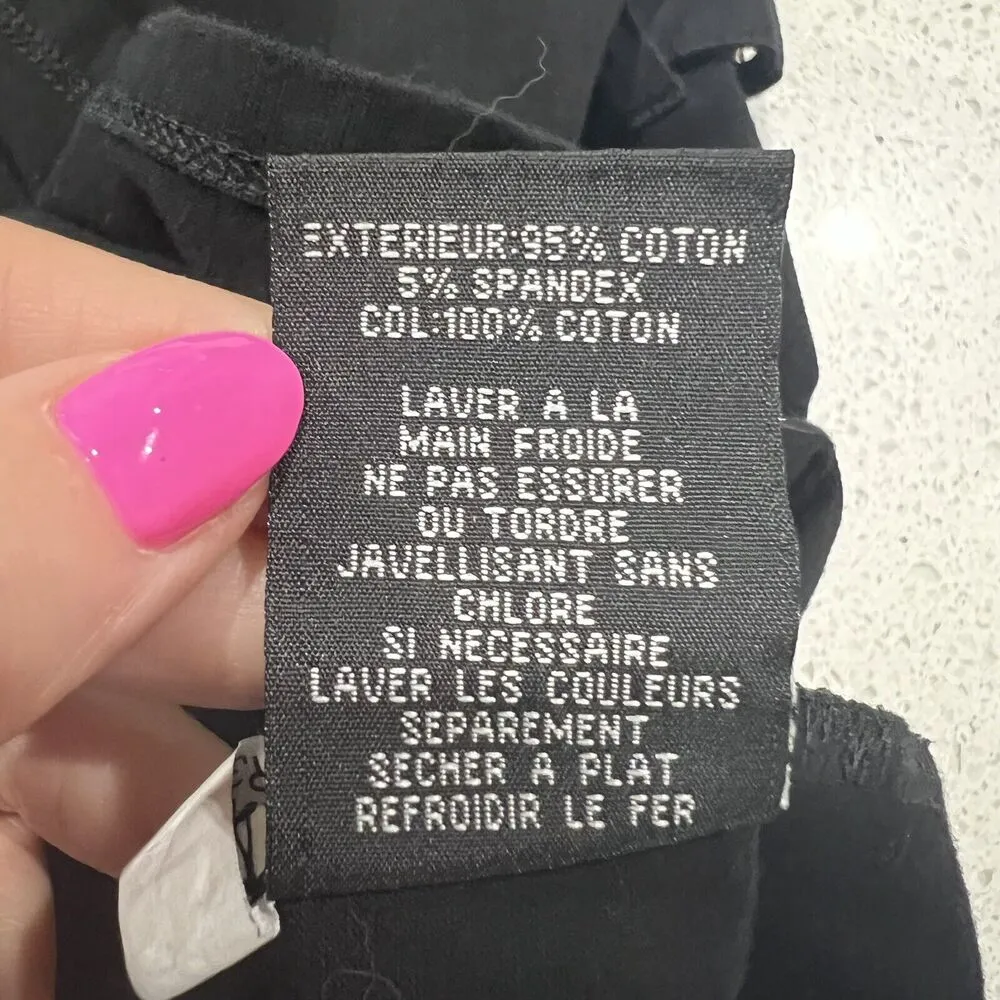 EXTERIEUR:95% COTON
5% SPANDEX
COL:100% COTON
LAVER A LA
MAIN FROIDE
NE PAS ESSORER
OU TORDRE
JAVELLISANT SANS
CHLORE
SI NECESSAIRE
LAVER LES COULEURS
SEPAREMENT
SECHER A PLAT
REFROIDIR LE FER